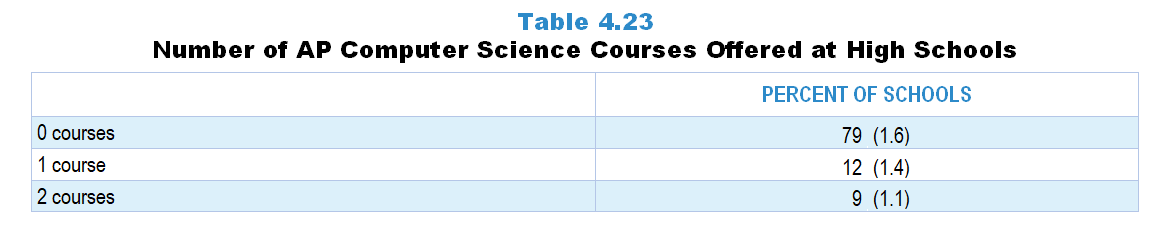 Table 4.23
Number of AP Computer Science Courses Offered at High Schools
PERCENT OF SCHOOLS
0 courses 79 (1.6)
1 course 12 (1.4)
2 courses 9 (1.1)